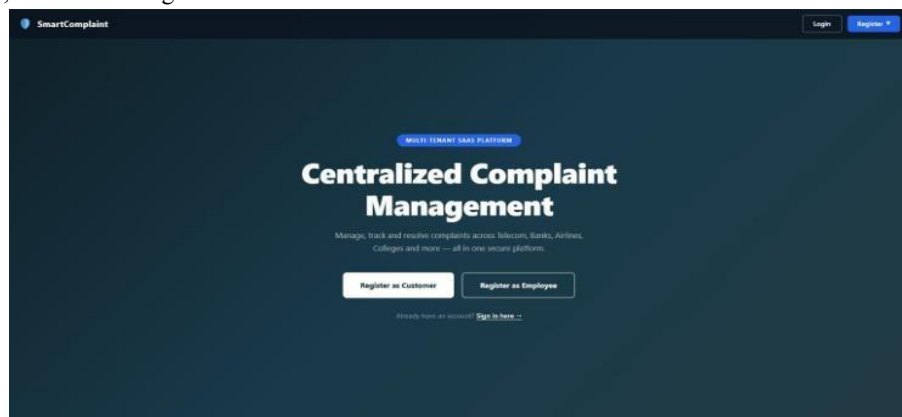 SmartComplaint
Login
Register ▼
MULTI-TENANT SAAS PLATFORM
Centralized Complaint
Management
Manage, track and resolve complaints across Telecom, Banks, Airlines,
Colleges and more — all in one secure platform.
Register as Customer
Register as Employee
Already have an account? Sign in here →